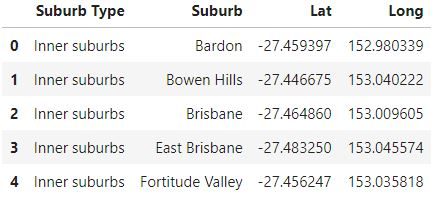 Suburb Type Suburb Lat Long
0 Inner suburbs Bardon -27.459397 152.980339
1 Inner suburbs Bowen Hills -27.446675 153.040222
2 Inner suburbs Brisbane -27.464860 153.009605
3 Inner suburbs East Brisbane -27.483250 153.045574
4 Inner suburbs Fortitude Valley -27.456247 153.035818